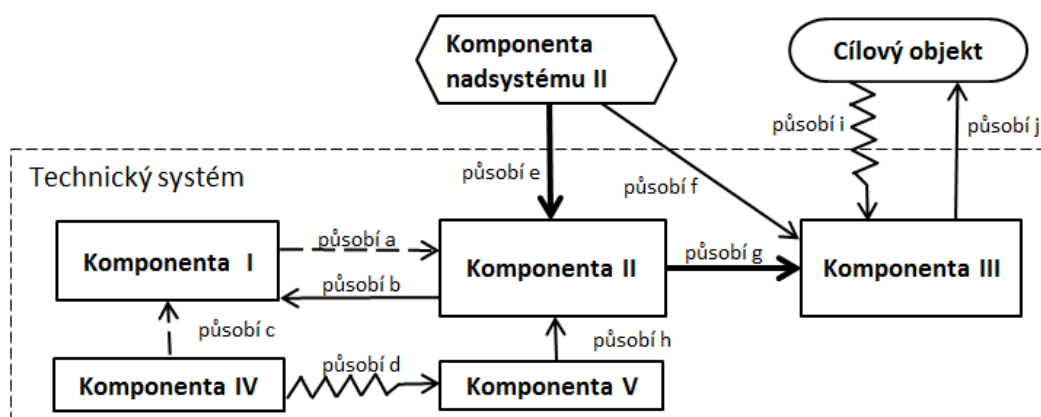 Komponenta
nadsystému II
Cílový objekt
působí i
působí j
působí e
působí f
Technický systém
působí a
Komponenta I
Komponenta II
působí g
Komponenta III
působí b
působí c
působí h
působí d
Komponenta IV
Komponenta V